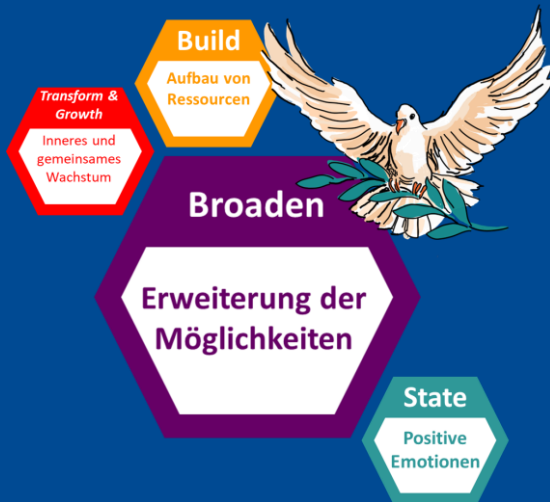 Build
Aufbau von
Ressourcen
Transform &
Growth
Inneres und
gemeinsames
Wachstum
Broaden
Erweiterung der
Möglichkeiten
State
Positive
Emotionen